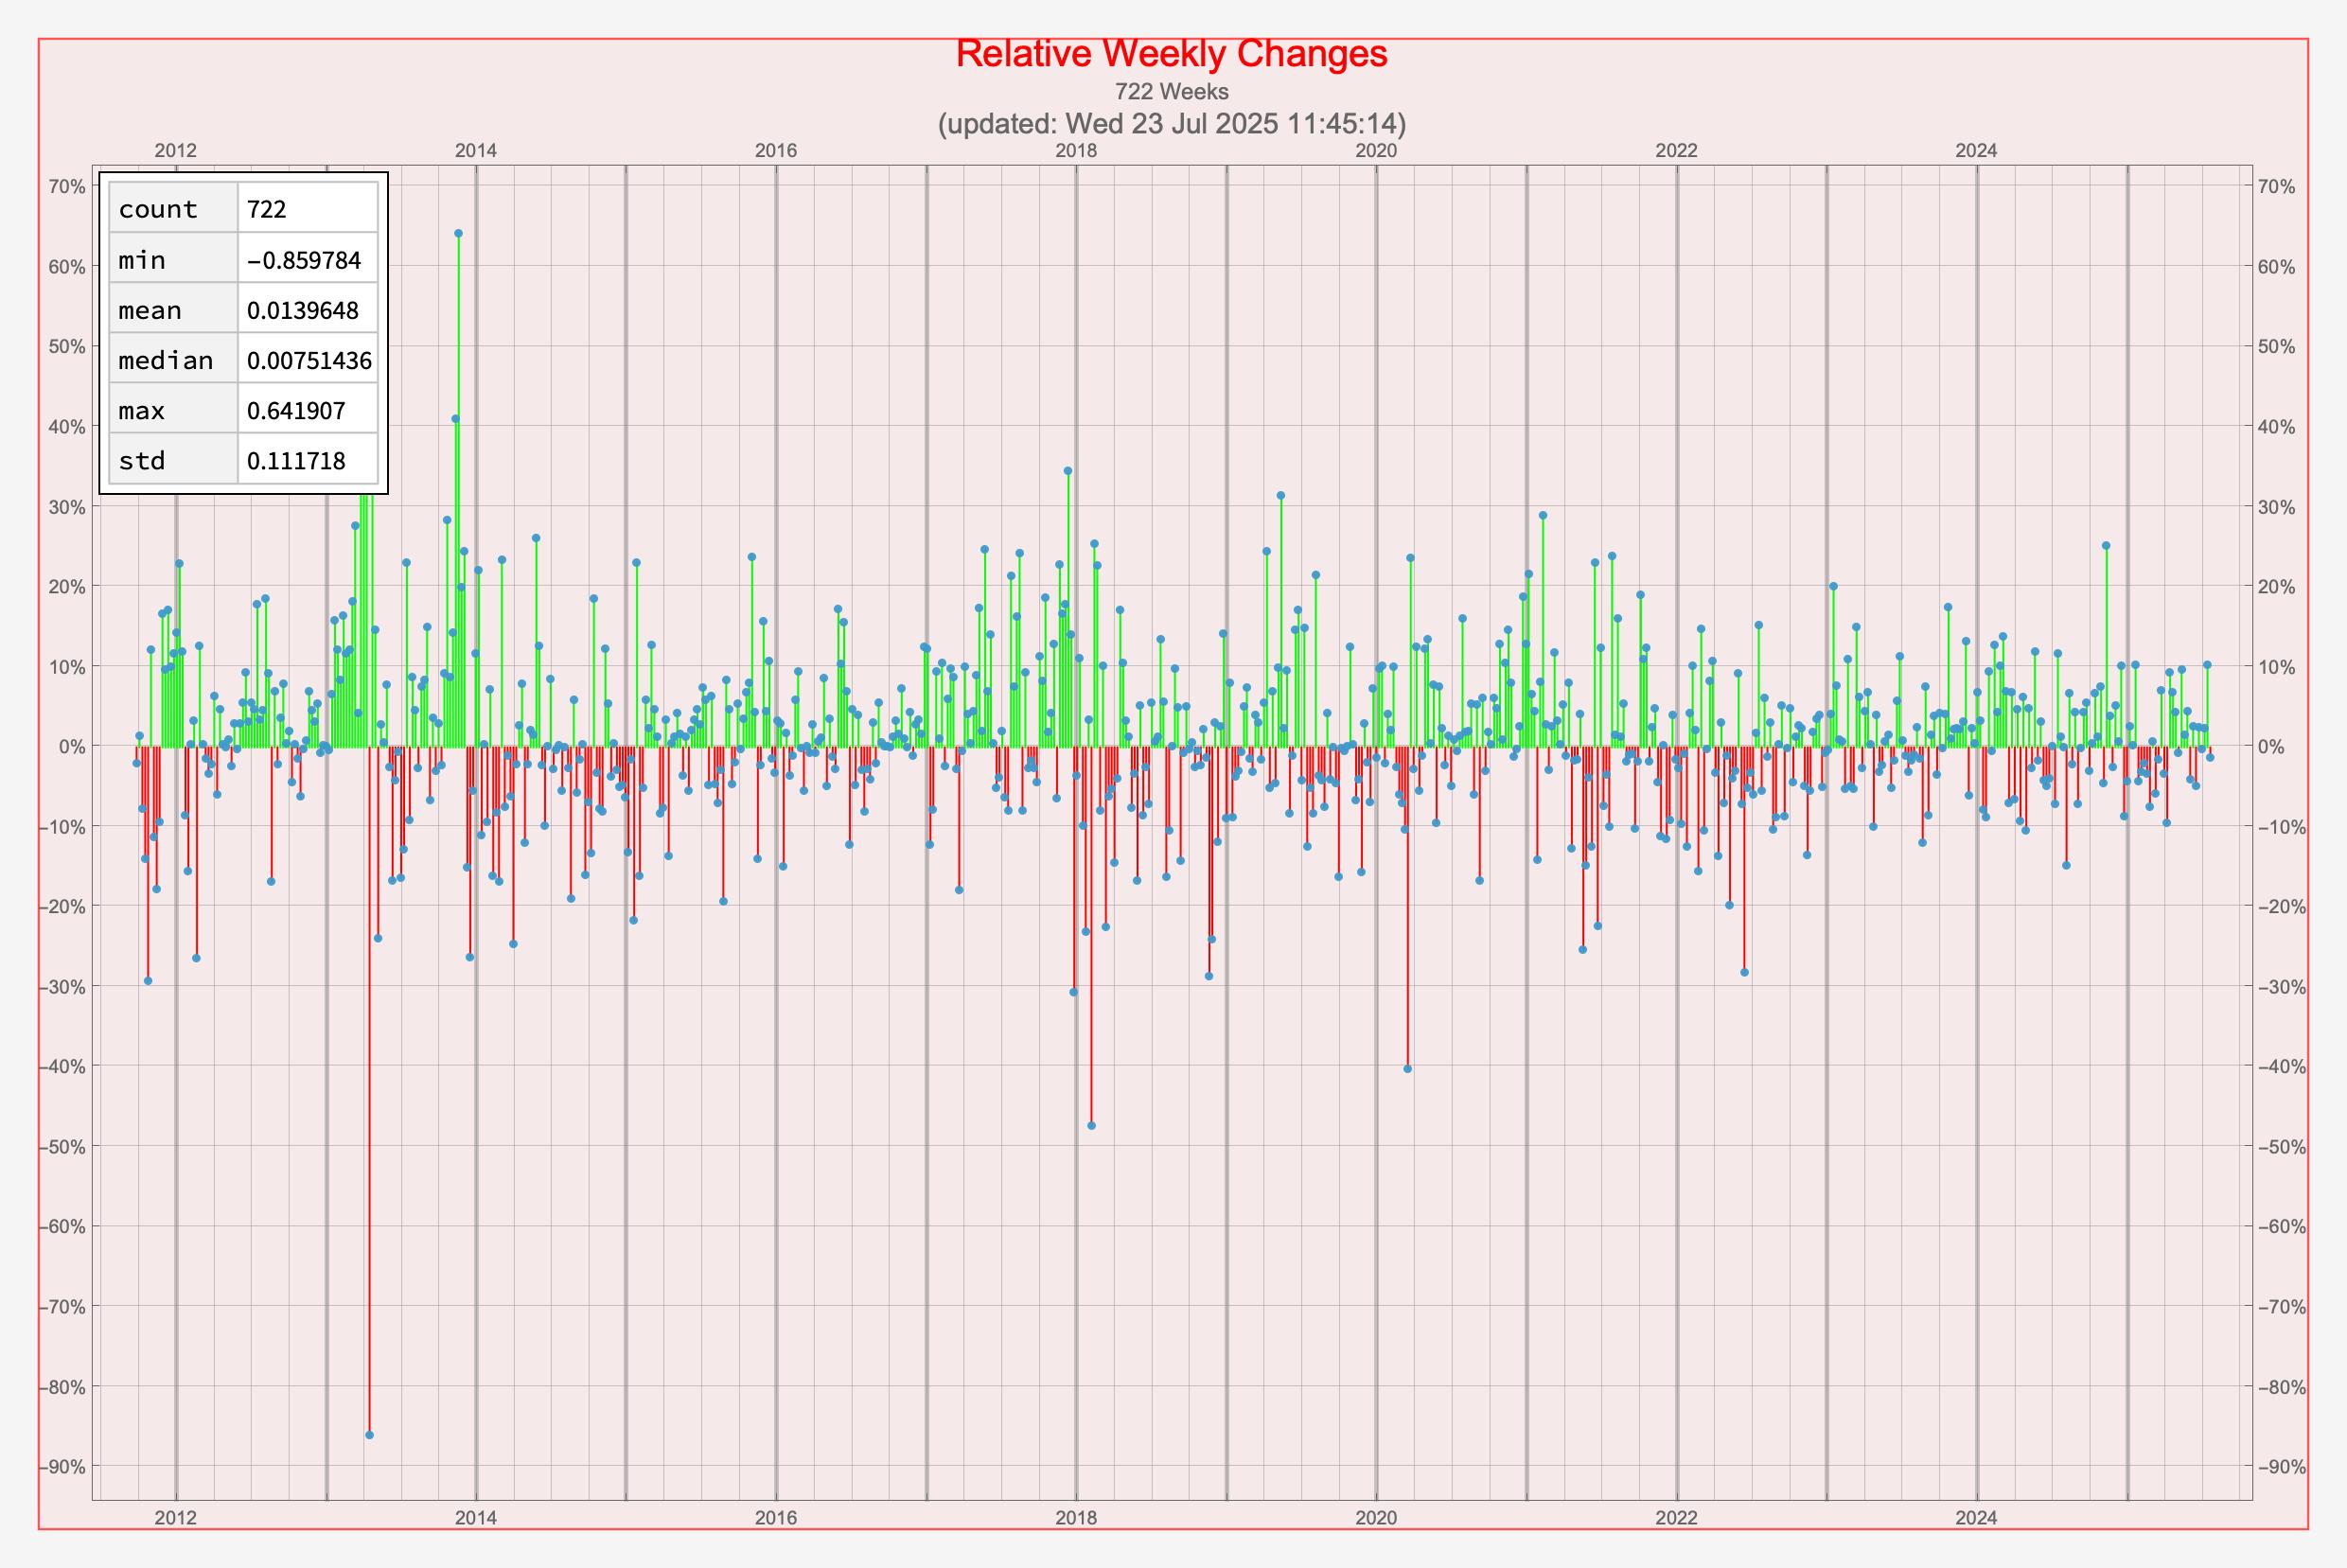 Relative Weekly Changes
722 Weeks
(updated: Wed 23 Jul 2025 11:45:14)
2012 2014 2016 2018 2020 2022 2024
70% 70%
count 722
min −0.859784
60% 60%
mean 0.0139648
50% 50%
median 0.00751436
max 0.641907
40% 40%
std 0.111718
30% 30%
20% 20%
10% 10%
0% 0%
−10% −10%
−20% −20%
−30% −30%
−40% −40%
−50% −50%
−60% −60%
−70% −70%
−80% −80%
−90% −90%
2012 2014 2016 2018 2020 2022 2024